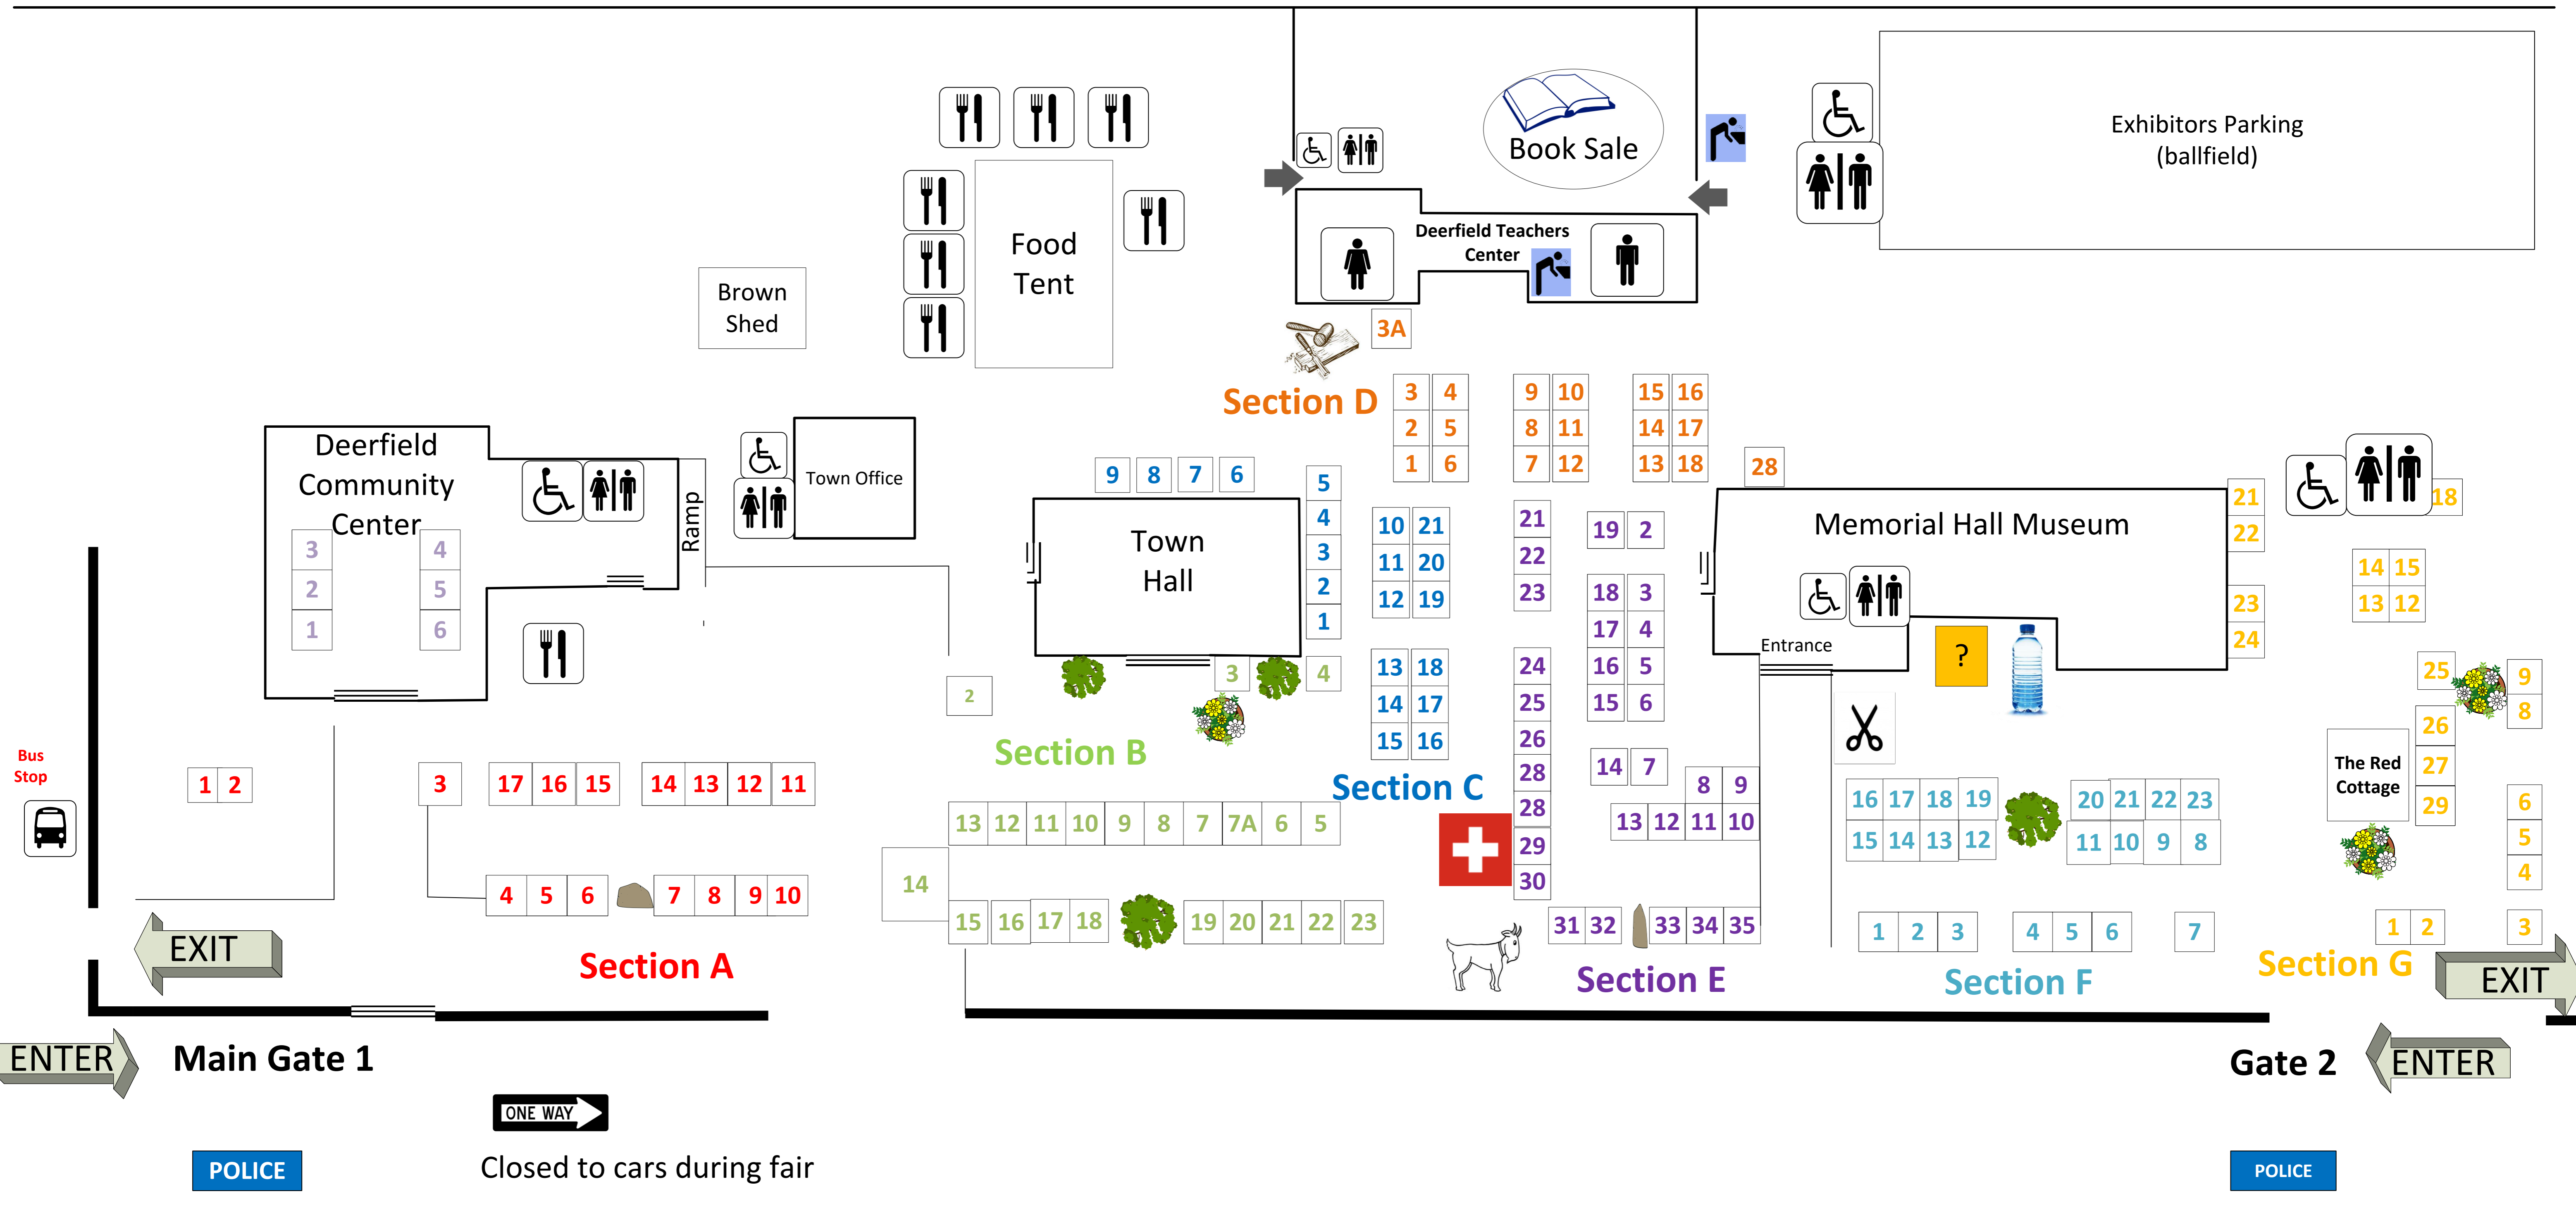 Book Sale
Exhibitors Parking
(ballfield)
Food
Tent
Deerfield Teachers
Center
Brown
Shed
3A
Section D
3 4
2 5
1 6
9 10
8 11
7 12
15 16
14 17
13 18
28
Deerfield
Community
Center
3 4
2 5
1 6
Ramp
Town Office
9 8 7 6
5
4
3
2
1
Town
Hall
10 21
11 20
12 19
13 18
14 17
15 16
Section C
21
22
23
24
25
26
28
28
29
30
19 2
18 3
17 4
16 5
15 6
14 7
8 9
13 12 11 10
31 32 33 34 35
Section E
Memorial Hall Museum
Entrance
?
21
22
23
24
18
14 15
13 12
25
9
8
26
27
29
The Red
Cottage
6
5
4
1 2
3
Section G
2
3
4
Section B
13 12 11 10 9 8 7 7A 6 5
14
15 16 17 18 19 20 21 22 23
Bus
Stop
1 2
3
17 16 15 14 13 12 11
4 5 6 7 8 9 10
Section A
16 17 18 19 20 21 22 23
15 14 13 12 11 10 9 8
1 2 3 4 5 6 7
Section F
EXIT
EXIT
ENTER
Main Gate 1
Gate 2
ENTER
ONE WAY
Closed to cars during fair
POLICE
POLICE